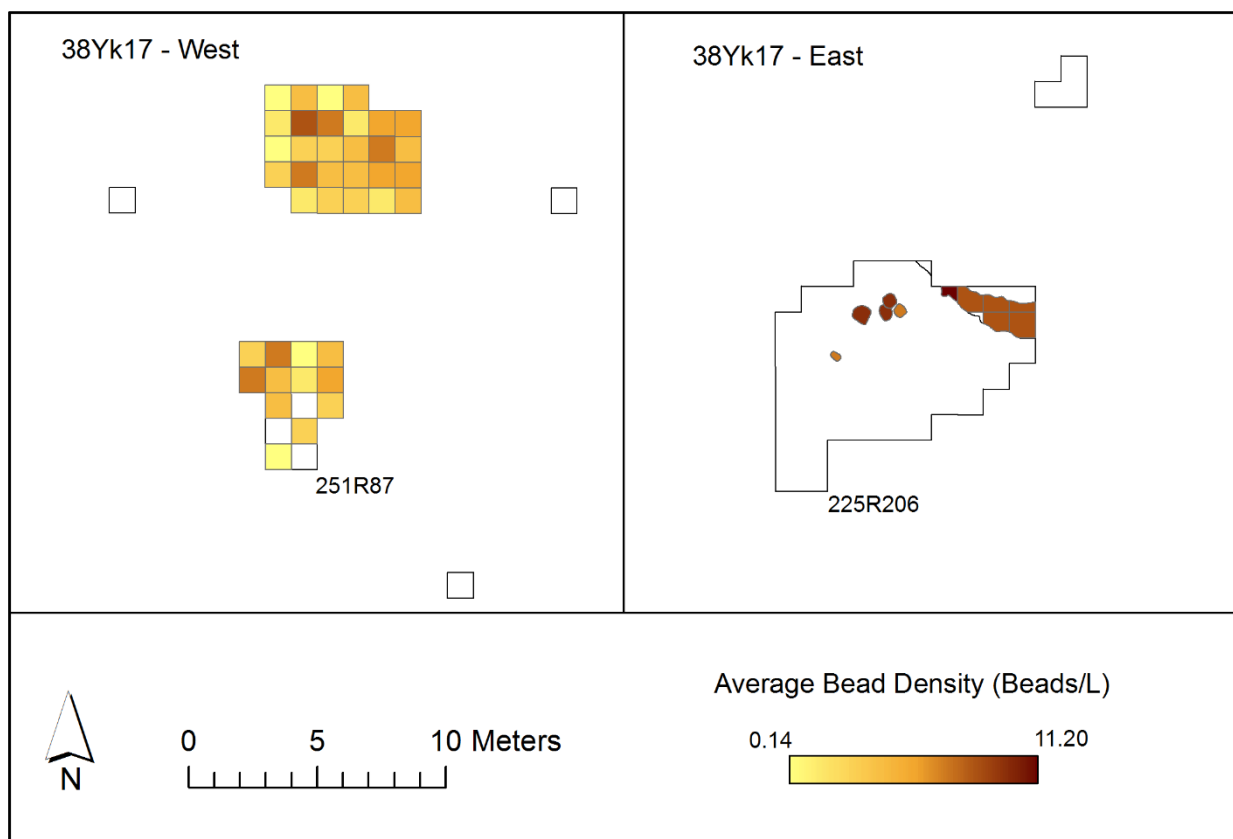 38Yk17 - West
38Yk17 - East
251R87
225R206
N
0 5 10 Meters
Average Bead Density (Beads/L)
0.14 11.20